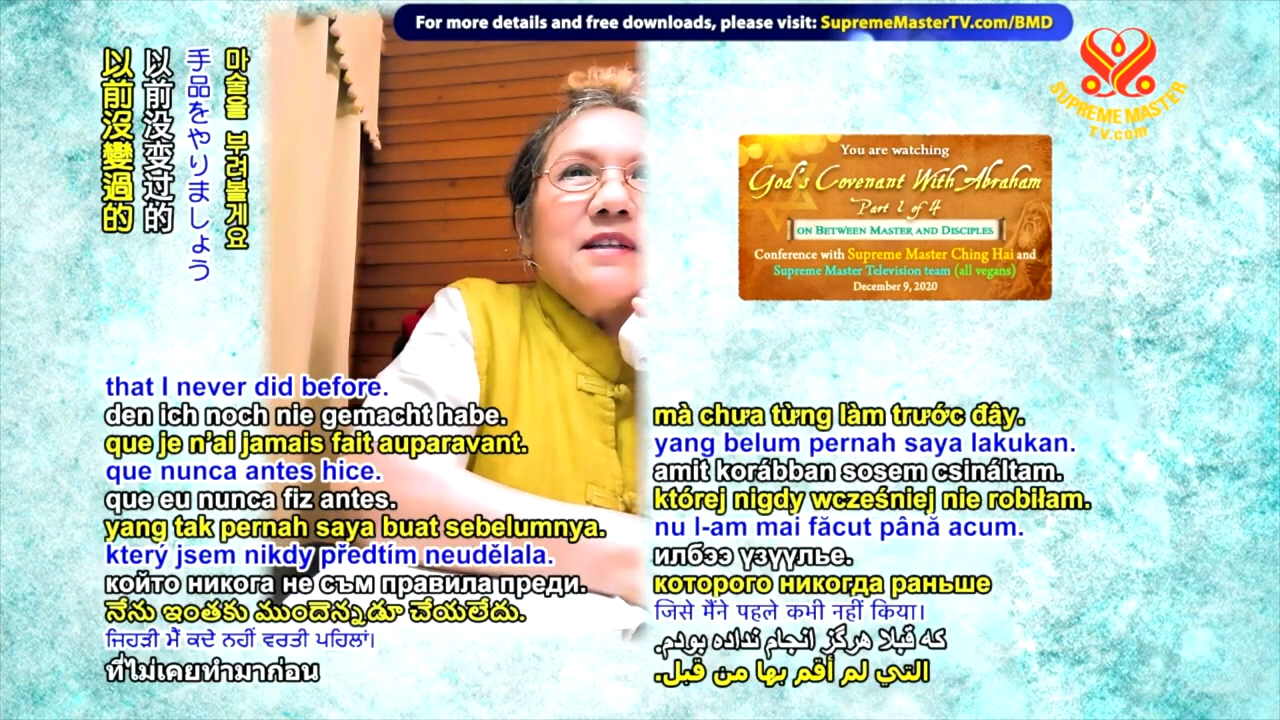 For more details and free downloads, please visit: SupremeMasterTV.com/BMD
SUPREME MASTER
TV.com
You are watching
God's Covenant With Abraham
Part 1 of 4
ON BETWEEN MASTER AND DISCIPLES
Conference with Supreme Master Ching Hai and
Supreme Master Television team (all vegans)
December 9, 2020
마술을 부려볼게요
手品をやりましょう
以前没变过的
以前沒變過的
that I never did before.
den ich noch nie gemacht habe.
que je n'ai jamais fait auparavant.
que nunca antes hice.
que eu nunca fiz antes.
yang tak pernah saya buat sebelumnya.
který jsem nikdy předtím neudělala.
който никога не съм правила преди.
నేను ఇంతకు ముందెన్నడూ చేయలేదు.
ਜਿਹੜੀ ਮੈਂ ਕਦੇ ਨਹੀਂ ਵਰਤੀ ਪਹਿਲਾਂ।
ที่ไม่เคยทำมาก่อน
mà chưa từng làm trước đây.
yang belum pernah saya lakukan.
amit korábban sosem csináltam.
której nigdy wcześniej nie robiłam.
nu l-am mai făcut până acum.
илбээ үзүүлье.
которого никогда раньше
जिसे मैंने पहले कभी नहीं किया।
که قبلا هرگز انجام نداده بودم.
التي لم أقم بها من قبل.